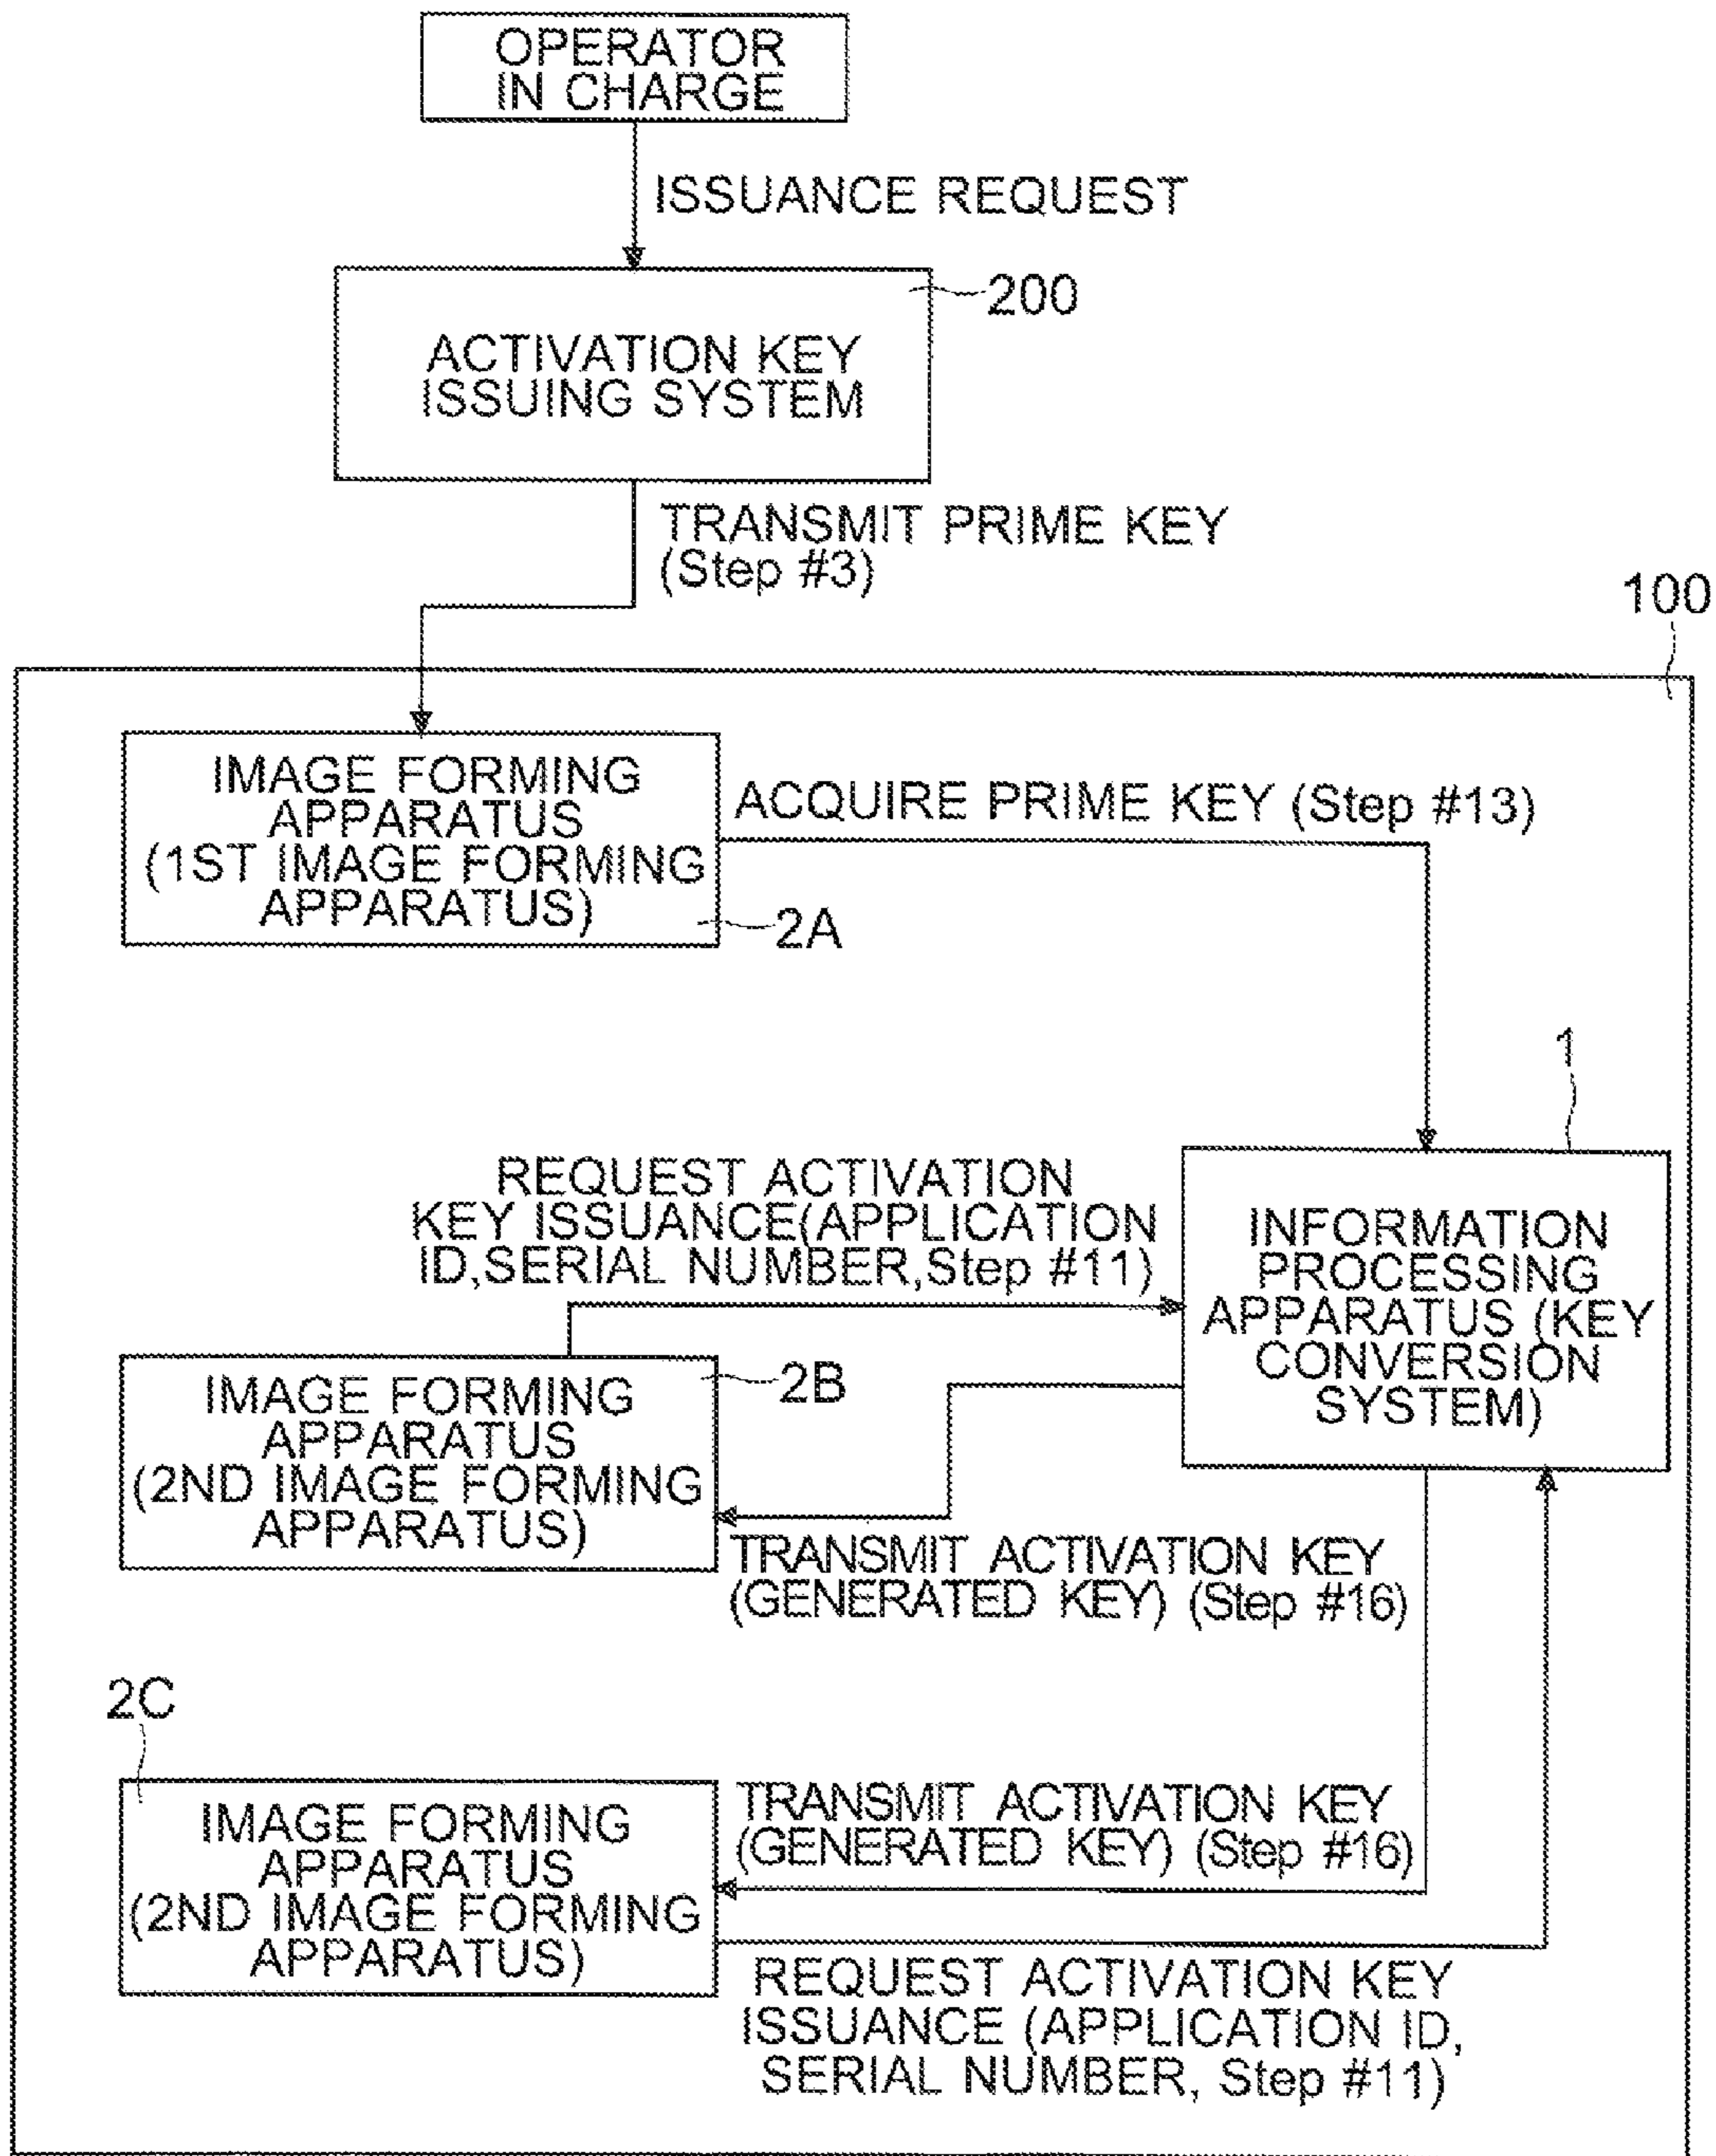 OPERATOR
IN CHARGE
ISSUANCE REQUEST
200
ACTIVATION KEY
ISSUING SYSTEM
TRANSMIT PRIME KEY
(Step #3)
100
IMAGE FORMING
APPARATUS
(1ST IMAGE FORMING
APPARATUS)
2A
ACQUIRE PRIME KEY (Step #13)
1
REQUEST ACTIVATION
KEY ISSUANCE(APPLICATION
ID,SERIAL NUMBER,Step #11)
INFORMATION
PROCESSING
APPARATUS (KEY
CONVERSION
SYSTEM)
2B
IMAGE FORMING
APPARATUS
(2ND IMAGE FORMING
APPARATUS)
TRANSMIT ACTIVATION KEY
(GENERATED KEY) (Step #16)
2C
IMAGE FORMING
APPARATUS
(2ND IMAGE FORMING
APPARATUS)
TRANSMIT ACTIVATION KEY
(GENERATED KEY) (Step #16)
REQUEST ACTIVATION KEY
ISSUANCE (APPLICATION ID,
SERIAL NUMBER, Step #11)